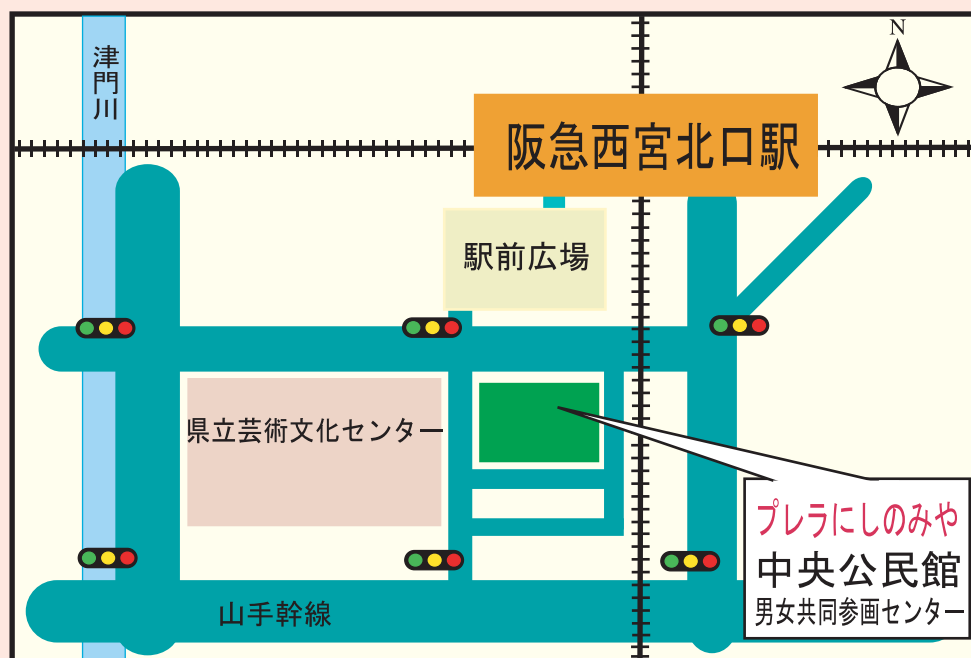 N
津門川
阪急西宮北口駅
駅前広場
県立芸術文化センター
プレラにしのみや
中央公民館
男女共同参画センター
山手幹線